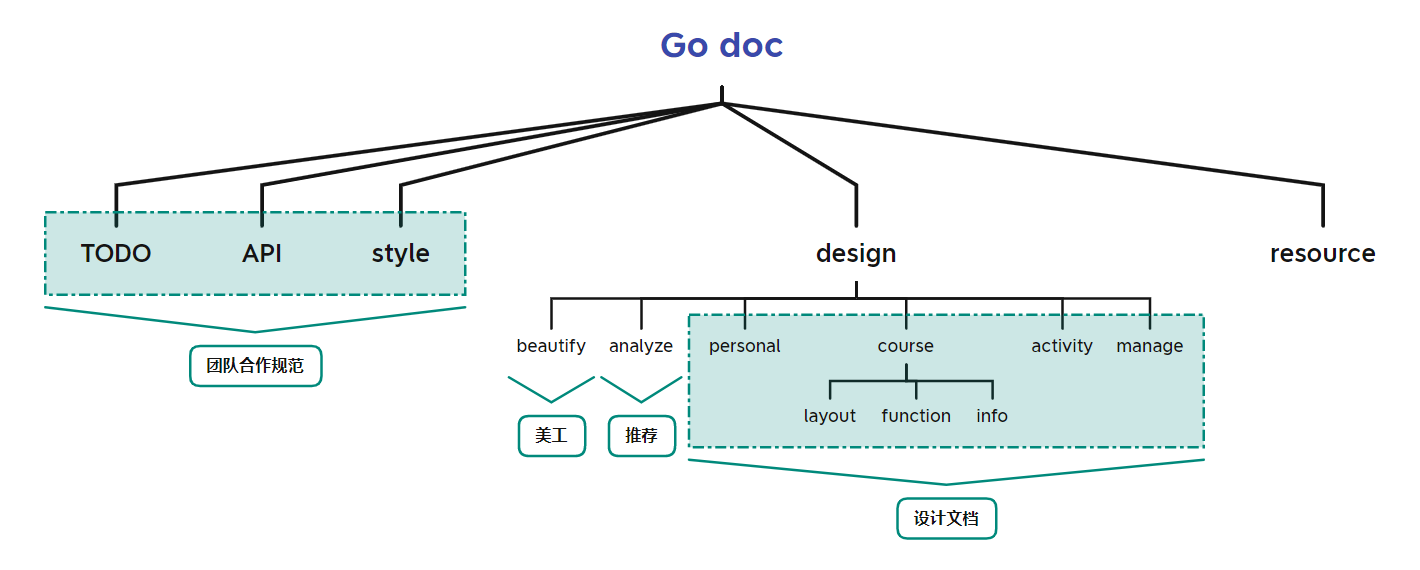 Go doc
TODO API style design resource
beautify analyze personal course activity manage
团队合作规范
layout function info
美工 推荐
设计文档